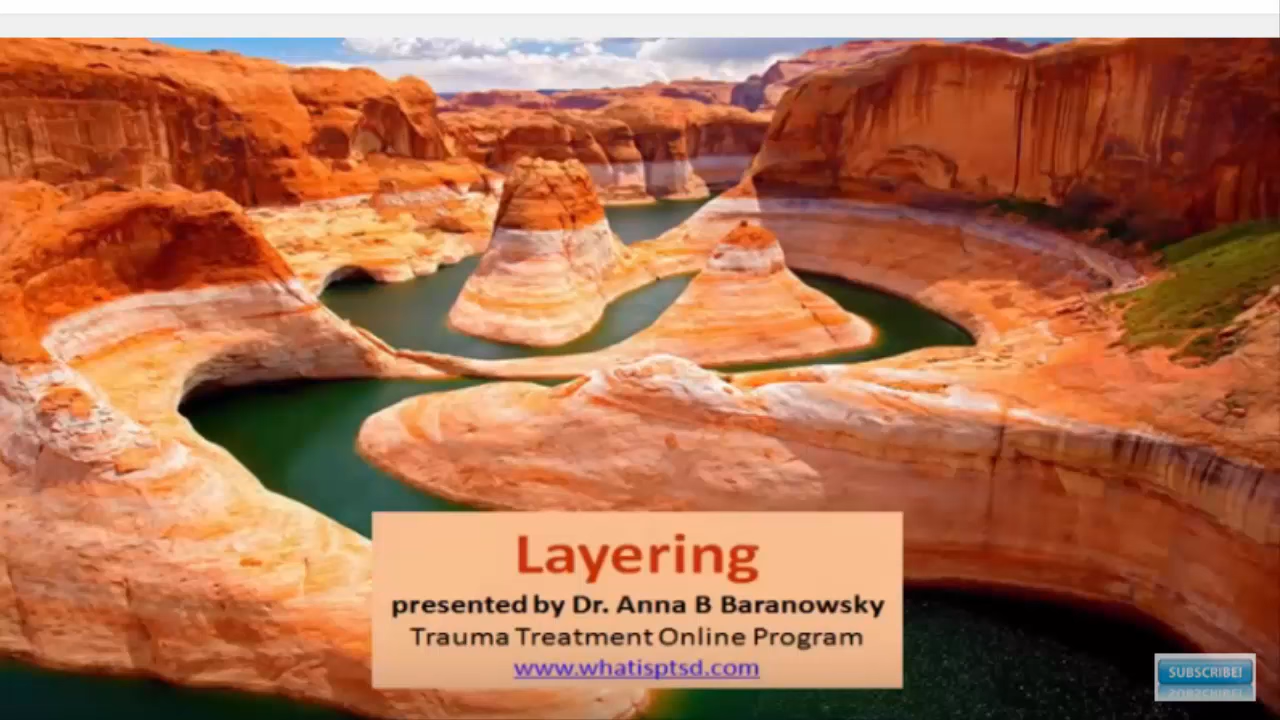 Layering
presented by Dr. Anna B Baranowsky
Trauma Treatment Online Program
www.whatisptsd.com
SUBSCRIBE!